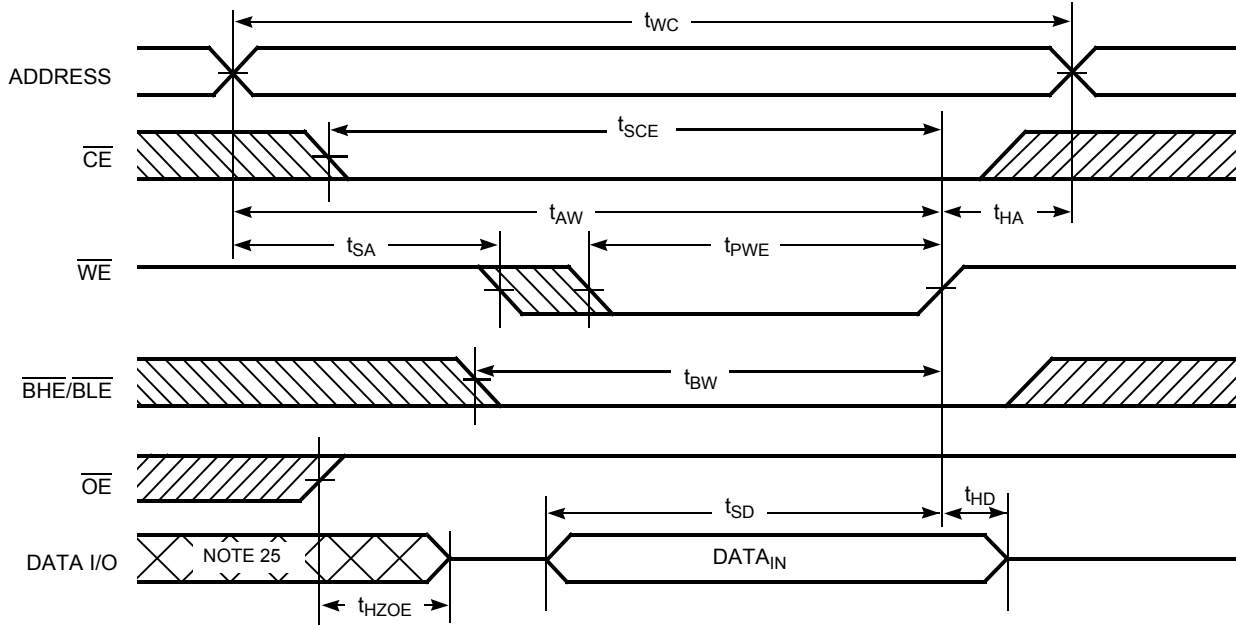 tWC
ADDRESS
tSCE
CE
tAW
tHA
tSA
tPWE
WE
tBW
BHE/BLE
OE
tSD
tHD
DATA I/O
NOTE 25
DATAIN
tHZOE